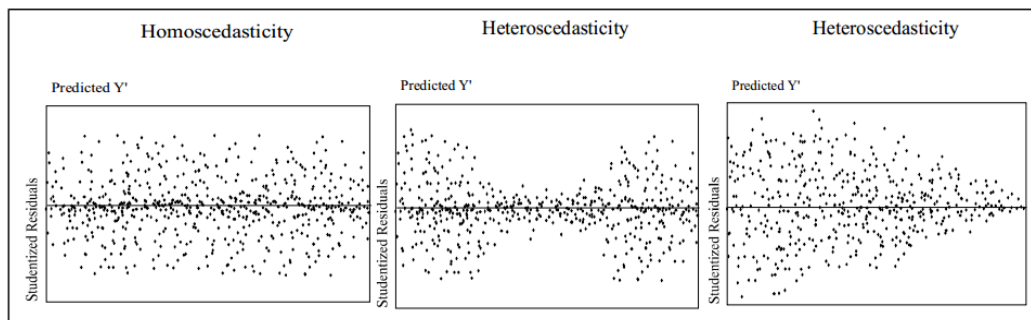 Homoscedasticity
Predicted Y'
Studentized Residuals
Heteroscedasticity
Predicted Y'
Studentized Residuals
Heteroscedasticity
Predicted Y'
Studentized Residuals